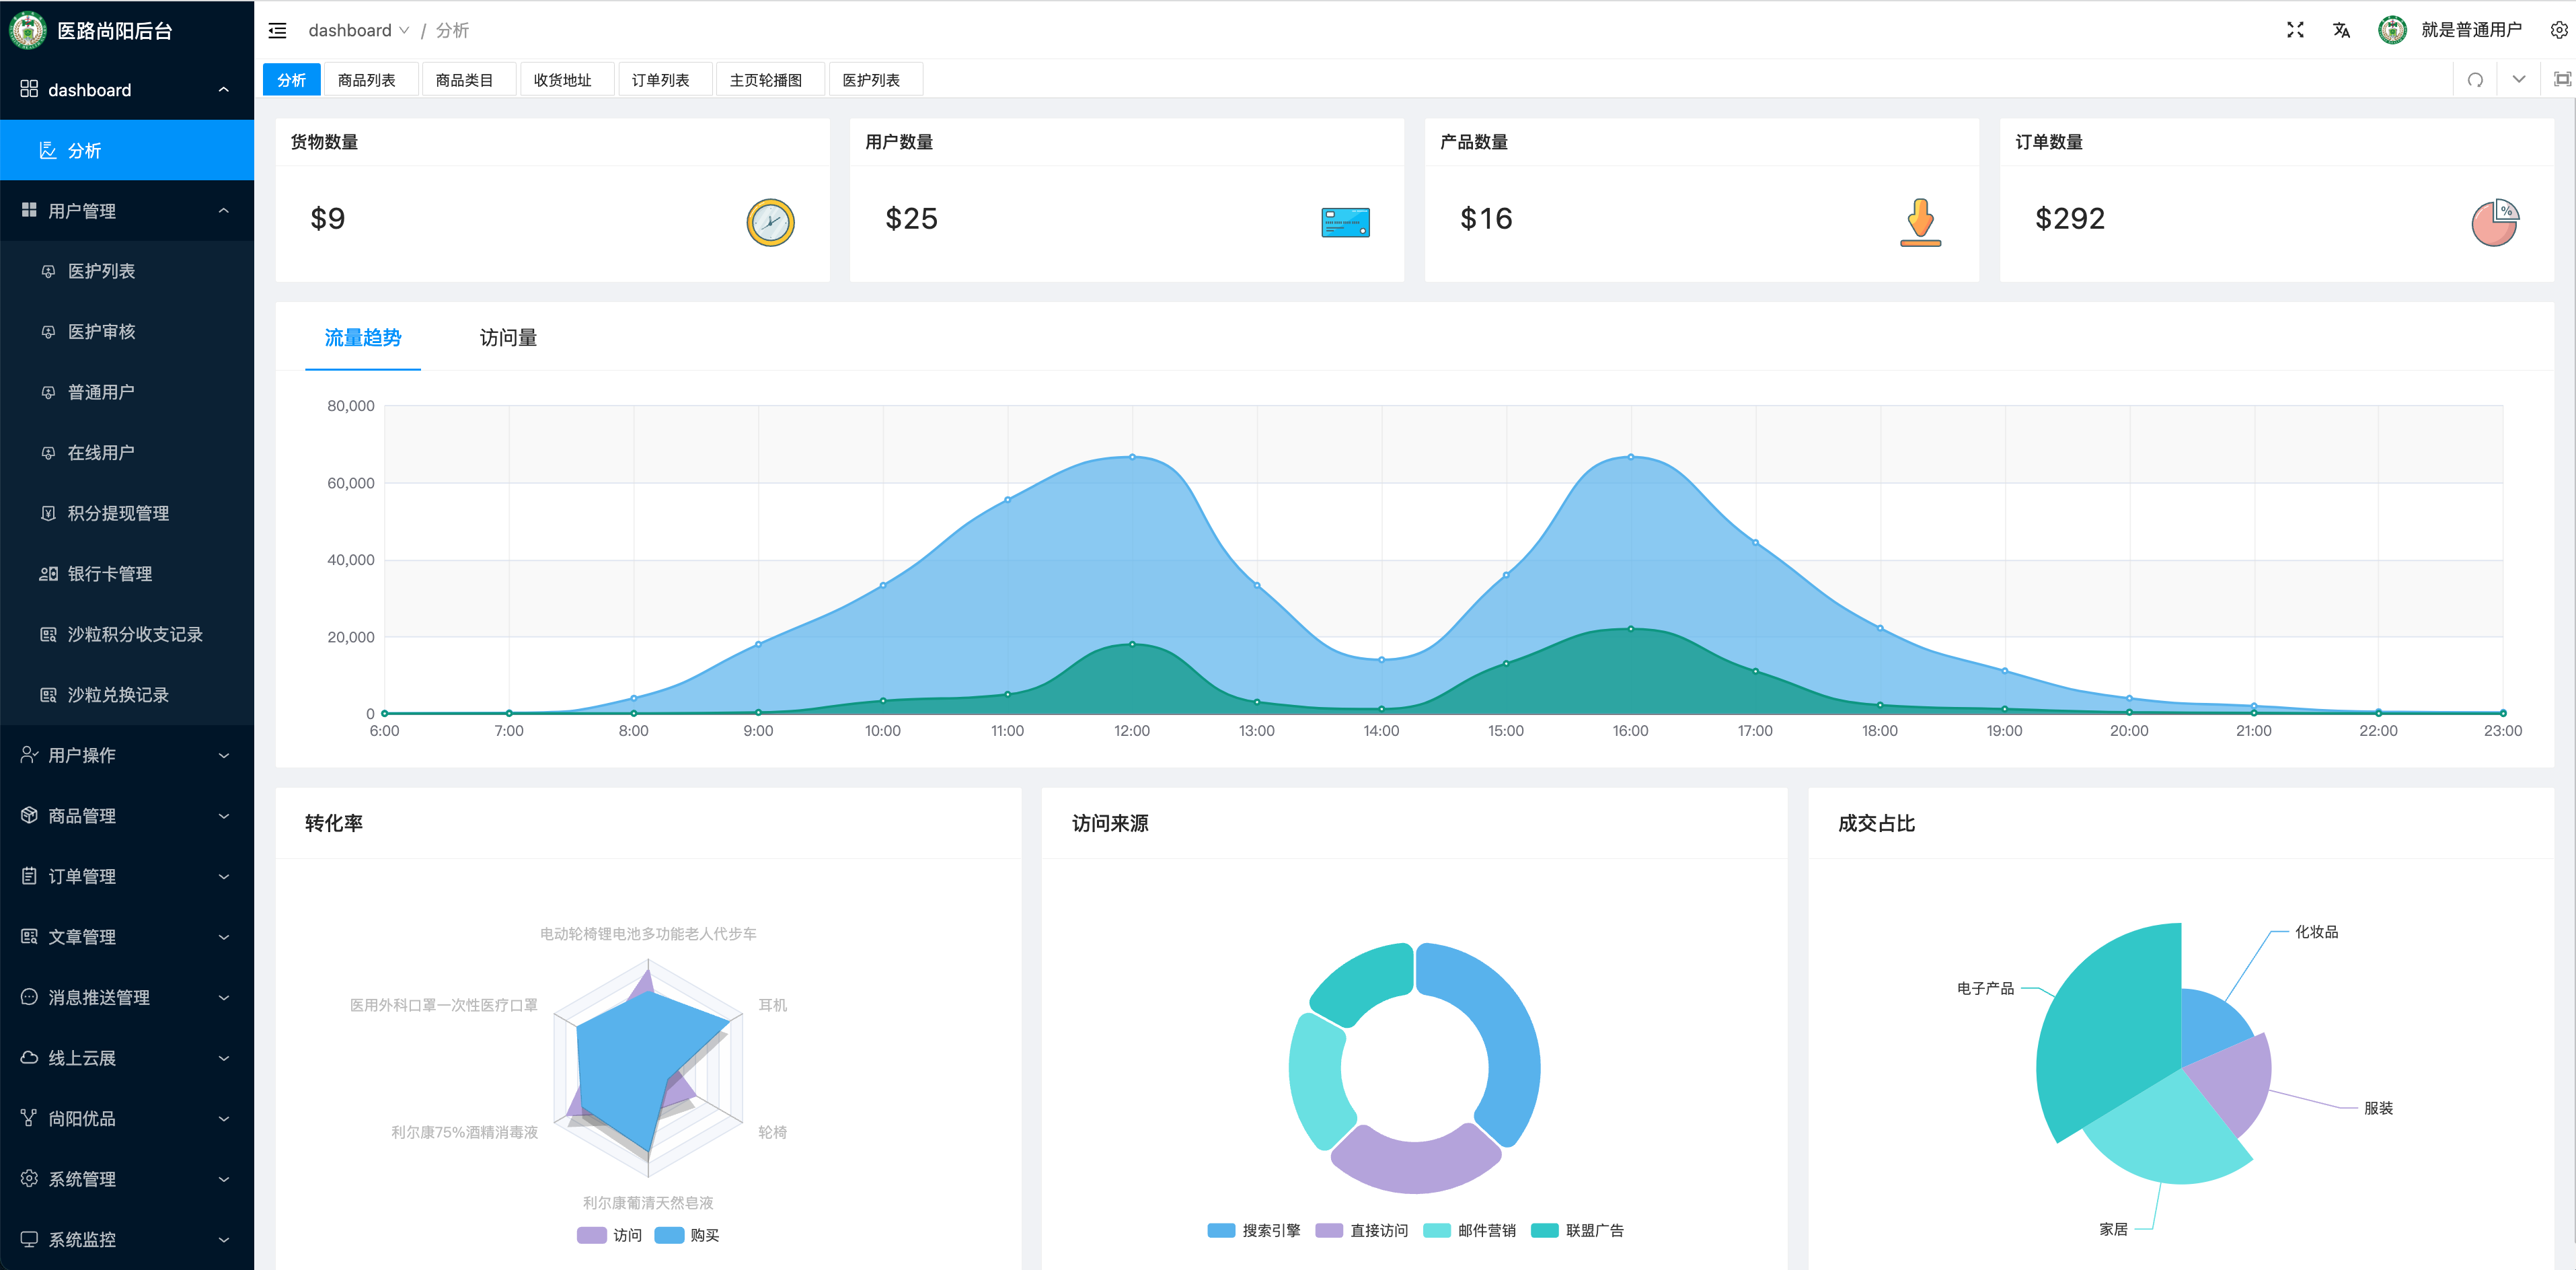 医路尚阳后台
dashboard
分析
用户管理
医护列表
医护审核
普通用户
在线用户
积分提现管理
银行卡管理
沙粒积分收支记录
沙粒兑换记录
用户操作
商品管理
订单管理
文章管理
消息推送管理
线上云展
尚阳优品
系统管理
系统监控
dashboard / 分析
就是普通用户
分析 商品列表 商品类目 收货地址 订单列表 主页轮播图 医护列表
货物数量
$9
用户数量
$25
产品数量
$16
订单数量
$292
%
流量趋势 访问量
80,000
60,000
40,000
20,000
0
6:00 7:00 8:00 9:00 10:00 11:00 12:00 13:00 14:00 15:00 16:00 17:00 18:00 19:00 20:00 21:00 22:00 23:00
转化率
电动轮椅锂电池多功能老人代步车
医用外科口罩一次性医疗口罩
耳机
利尔康75%酒精消毒液
轮椅
利尔康葡清天然皂液
访问 购买
访问来源
搜索引擎 直接访问 邮件营销 联盟广告
成交占比
化妆品
电子产品
服装
家居